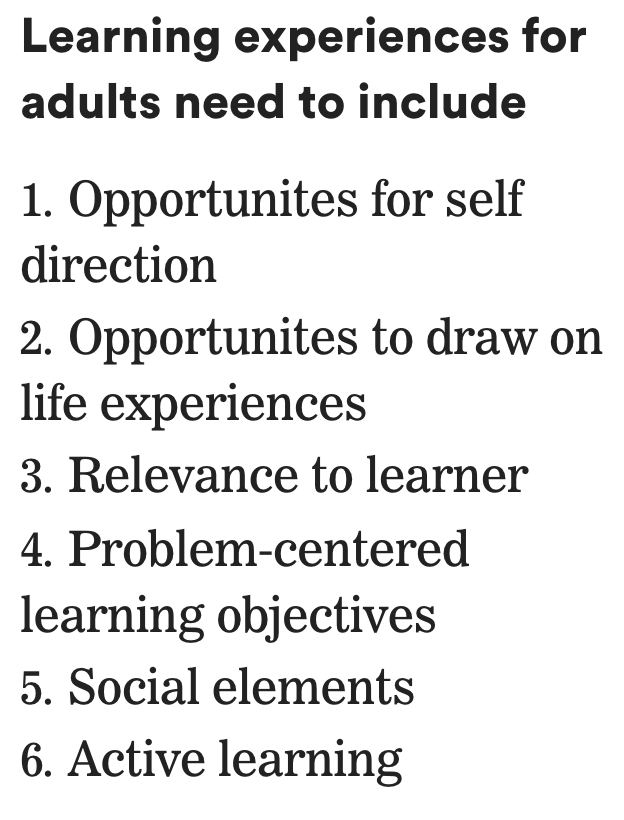 Learning experiences for
adults need to include
1. Opportunites for self
direction
2. Opportunites to draw on
life experiences
3. Relevance to learner
4. Problem-centered
learning objectives
5. Social elements
6. Active learning